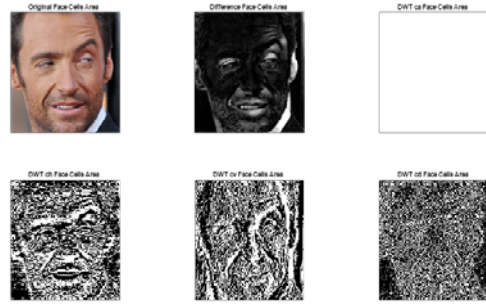 Original Face Cells Area
Difference Face Cells Area
DWT ca Face Cells Area
DWT ch Face Cells Area
DWT cv Face Cells Area
DWT cd Face Cells Area